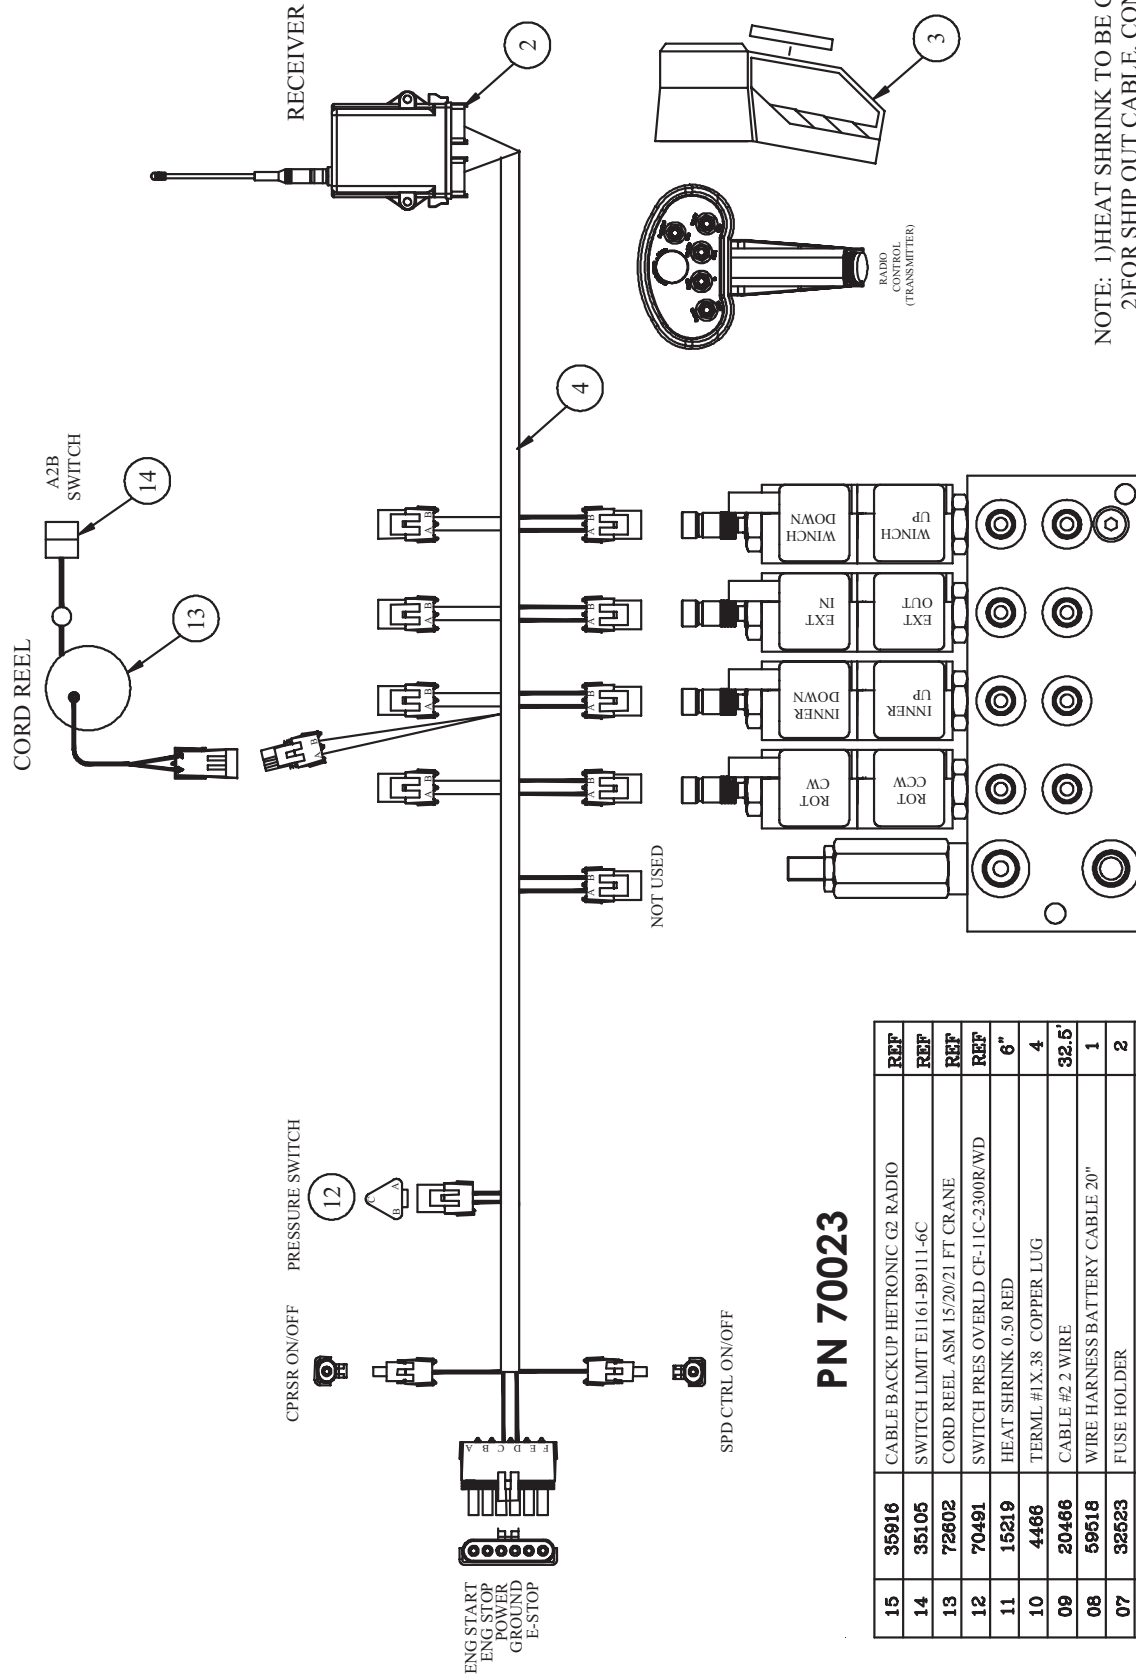 RECEIVER
2
3
RADIO
CONTROL
(TRANSMITTER)
NOTE: 1)HEAT SHRINK TO BE
2)FOR SHIP OUT CABLE,
4
A2B
SWITCH
14
CORD REEL
13
A B
A B
A B
A B
A B
A B
A B
A B
A B
A B
NOT USED
WINCH
DOWN
WINCH
UP
EXT
IN
EXT
OUT
INNER
DOWN
INNER
UP
ROT
CW
ROT
CCW
PRESSURE SWITCH
12
C
B A
CPRSR ON/OFF
SPD CTRL ON/OFF
A B C D E F
ENG START
ENG STOP
POWER
GROUND
E-STOP
PN 70023
15 35916 CABLE BACKUP HETRONIC G2 RADIO REF
14 35105 SWITCH LIMIT E1161-B9111-6C REF
13 72602 CORD REEL ASM 15/20/21 FT CRANE REF
12 70491 SWITCH PRES OVERLD CF-11C-2300R/WD REF
11 15219 HEAT SHRINK 0.50 RED 6"
10 4466 TERML #1X.38 COPPER LUG 4
09 20466 CABLE #2 2 WIRE 32.5'
08 59518 WIRE HARNESS BATTERY CABLE 20" 1
07 32523 FUSE HOLDER 2